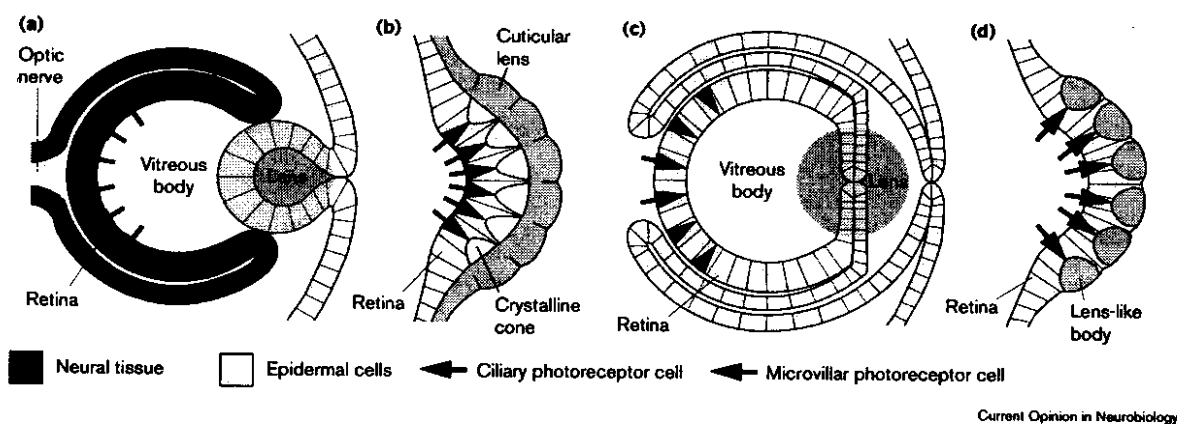 (a)
Optic
nerve
Vitreous
body
Lens
Retina
(b)
Cuticular
lens
Retina
Crystalline
cone
(c)
Vitreous
body
Lens
Retina
(d)
Retina
Lens-like
body
Neural tissue
Epidermal cells
Ciliary photoreceptor cell
Microvillar photoreceptor cell
Current Opinion in Neurobiology